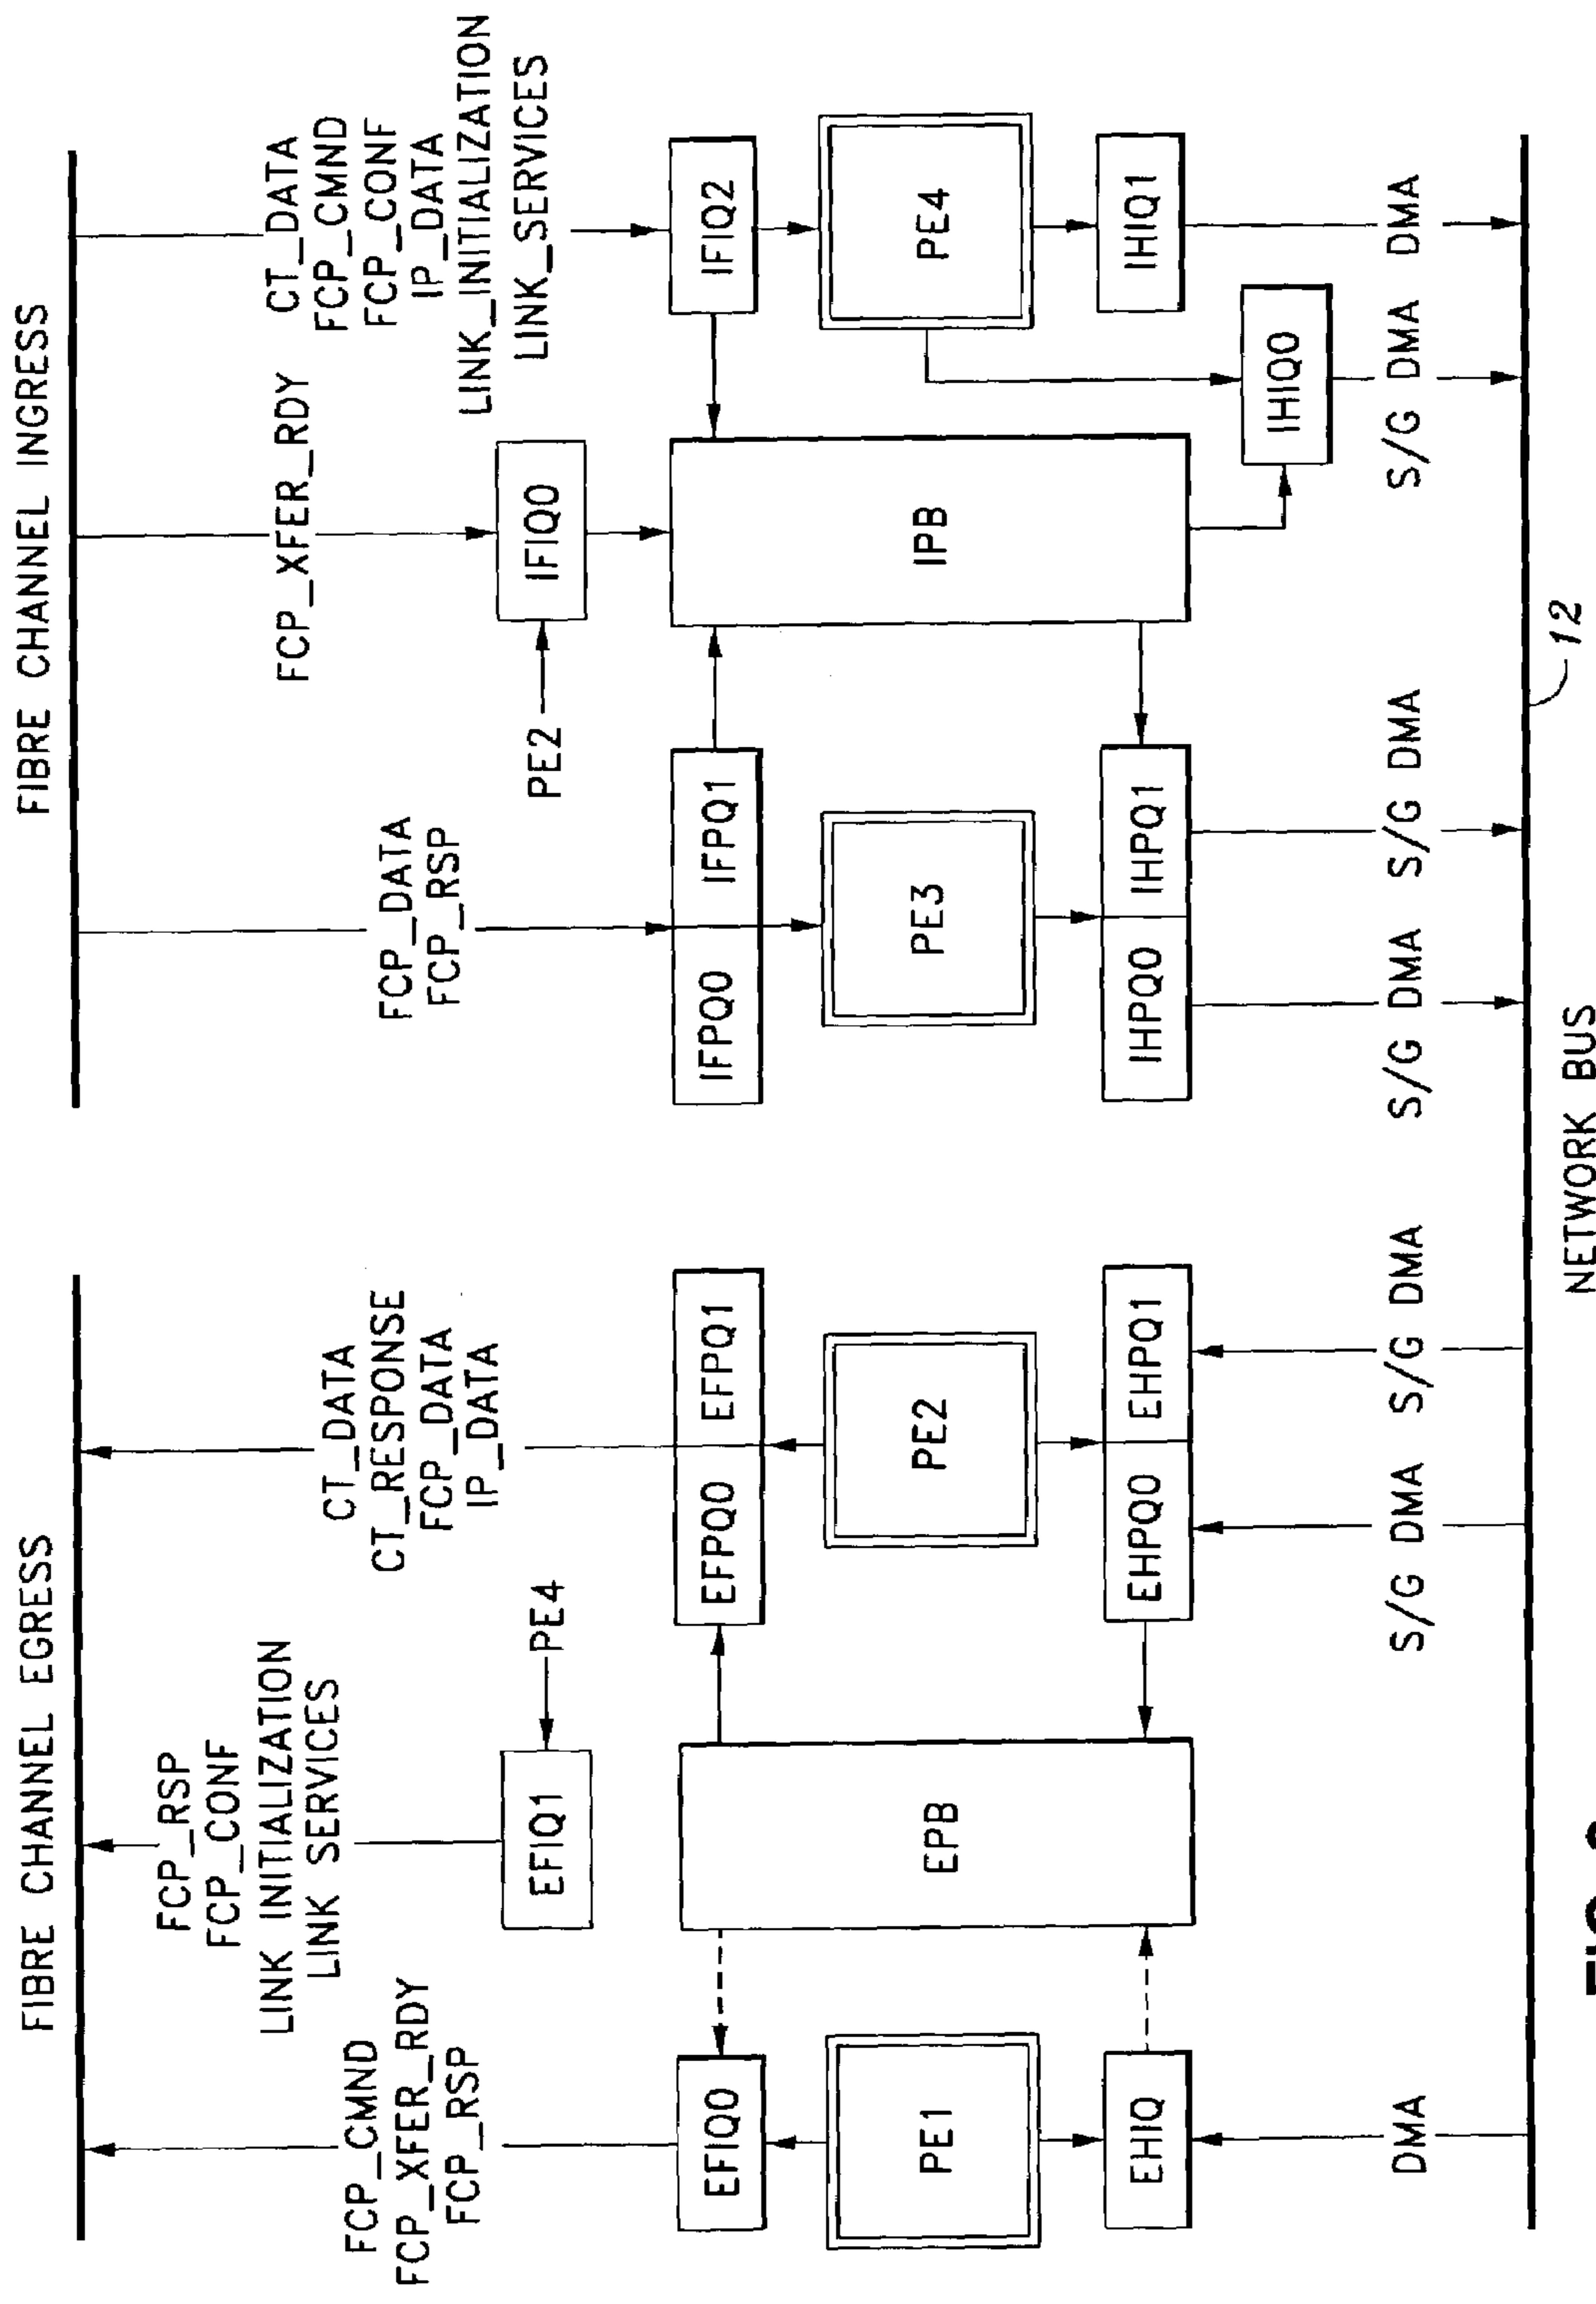 FIBRE CHANNEL EGRESS
FIBRE CHANNEL INGRESS
FCP_CMND
FCP_XFER_RDY
FCP_RSP
FCP_RSP
FCP_CONF
LINK INITIALIZATION
LINK SERVICES
CT_DATA
CT_RESPONSE
FCP_DATA
IP_DATA
FCP_DATA
FCP_RSP
FCP_XFER_RDY
CT_DATA
FCP_CMND
FCP_CONF
IP_DATA
LINK_INITIALIZATION
LINK_SERVICES
EFIQ1
PE4
PE2
IFIQ0
EFIQ0
EFPQ0 EFPQ1
IFPQ0 IFPQ1
IFIQ2
PE1
EPB
PE2
PE3
IPB
PE4
EHIQ
EHPQ0 EHPQ1
IHPQ0 IHPQ1
IHIQ1
IHIQ0
DMA
S/G DMA
S/G DMA
S/G DMA
S/G DMA
S/G DMA
DMA
NETWORK BUS
12